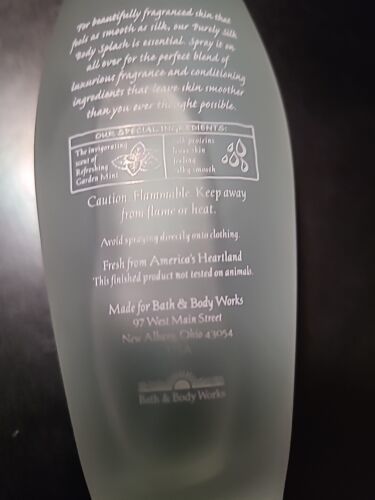 For beautifully fragranced skin that
feels as smooth as silk, our Purely Silk
Body Splash is essential. Spray it on
all over for the perfect blend of
luxurious fragrance and conditioning
ingredients that leave skin smoother
than you ever thought possible.
OUR SPECIAL INGREDIENTS:
The invigorating
scent of
Refreshing
Garden Mint
silk proteins
leave skin
feeling
silky smooth
Caution: Flammable. Keep away
from flame or heat.
Avoid spraying directly onto clothing.
Fresh from America's Heartland
This finished product not tested on animals.
Made for Bath & Body Works
97 West Main Street
New Albany, Ohio 43054
Bath & Body Works